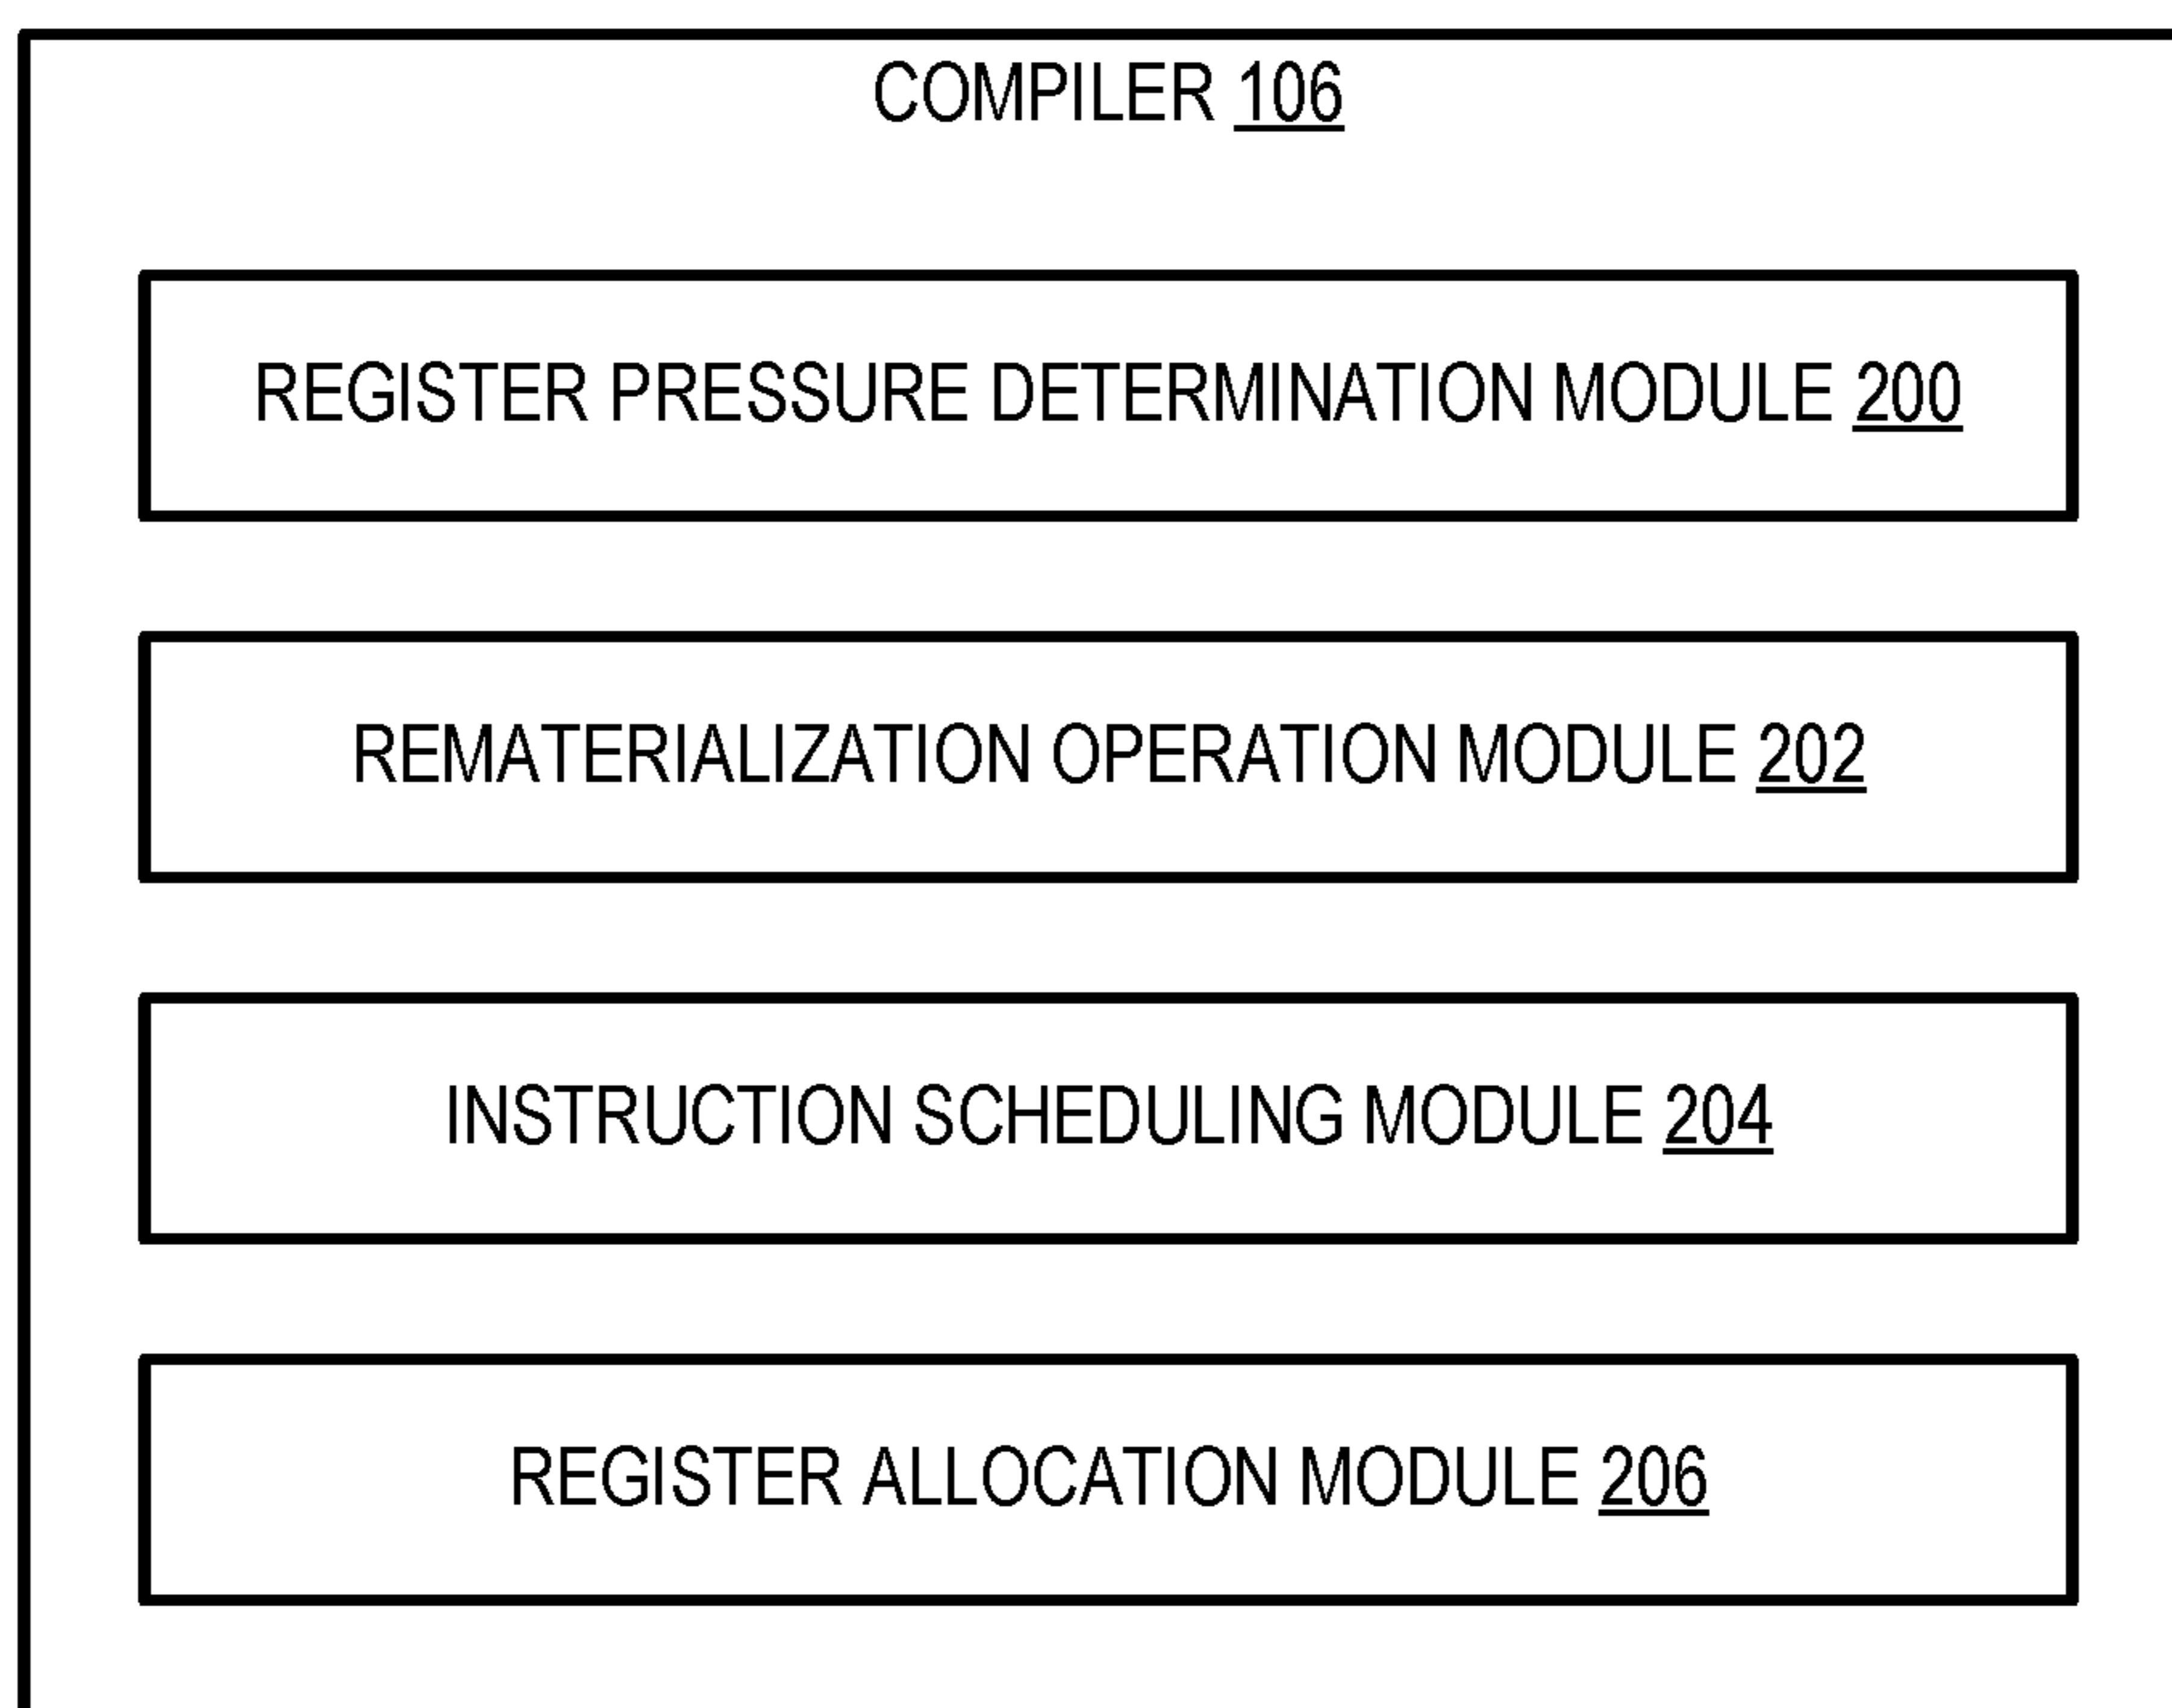 COMPILER 106
REGISTER PRESSURE DETERMINATION MODULE 200
REMATERIALIZATION OPERATION MODULE 202
INSTRUCTION SCHEDULING MODULE 204
REGISTER ALLOCATION MODULE 206